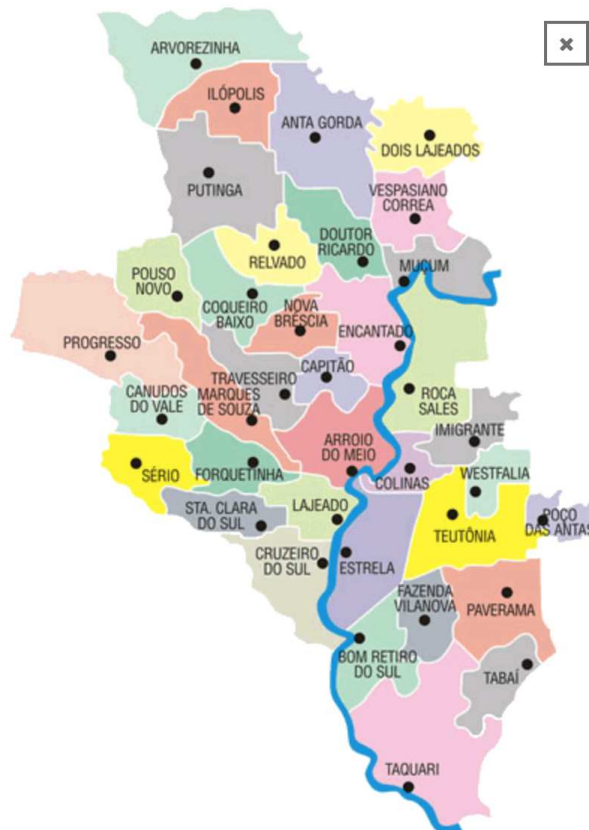 ARVOREZINHA
ILÓPOLIS
ANTA GORDA
DOIS LAJEADOS
PUTINGA
VESPASIANO
CORREA
DOUTOR
RICARDO
RELVADO
MUÇUM
POUSO
NOVO
COQUEIRO
BAIXO
NOVA
BRÉSCIA
ENCANTADO
PROGRESSO
CAPITÃO
TRAVESSEIRO
CANUDOS
DO VALE
MARQUES
DE SOUZA
ROCA
SALES
IMIGRANTE
ARROIO
DO MEIO
SÉRIO
FORQUETINHA
COLINAS
WESTFALIA
STA. CLARA
DO SUL
LAJEADO
TEUTÔNIA
POÇO
DAS ANTAS
CRUZEIRO
DO SUL
ESTRELA
FAZENDA
VILANOVA
PAVERAMA
BOM RETIRO
DO SUL
TABAÍ
TAQUARI